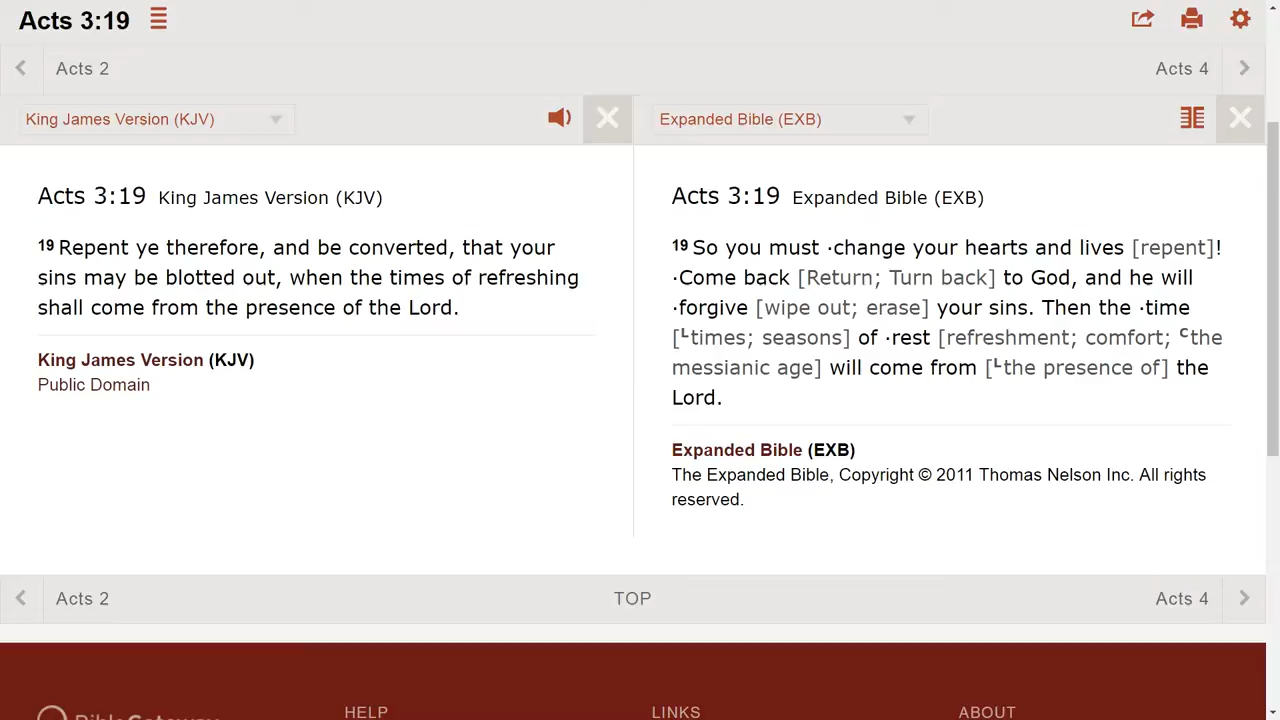 Acts 3:19
Acts 2
Acts 4
King James Version (KJV)
Expanded Bible (EXB)
Acts 3:19 King James Version (KJV)
19 Repent ye therefore, and be converted, that your
sins may be blotted out, when the times of refreshing
shall come from the presence of the Lord.
King James Version (KJV)
Public Domain
Acts 3:19 Expanded Bible (EXB)
19 So you must ·change your hearts and lives [repent]!
·Come back [Return; Turn back] to God, and he will
·forgive [wipe out; erase] your sins. Then the ·time
[ᴸtimes; seasons] of ·rest [refreshment; comfort; ᶜthe
messianic age] will come from [ᴸthe presence of] the
Lord.
Expanded Bible (EXB)
The Expanded Bible, Copyright © 2011 Thomas Nelson Inc. All rights
reserved.
Acts 2
TOP
Acts 4
BibleGateway
HELP
LINKS
ABOUT